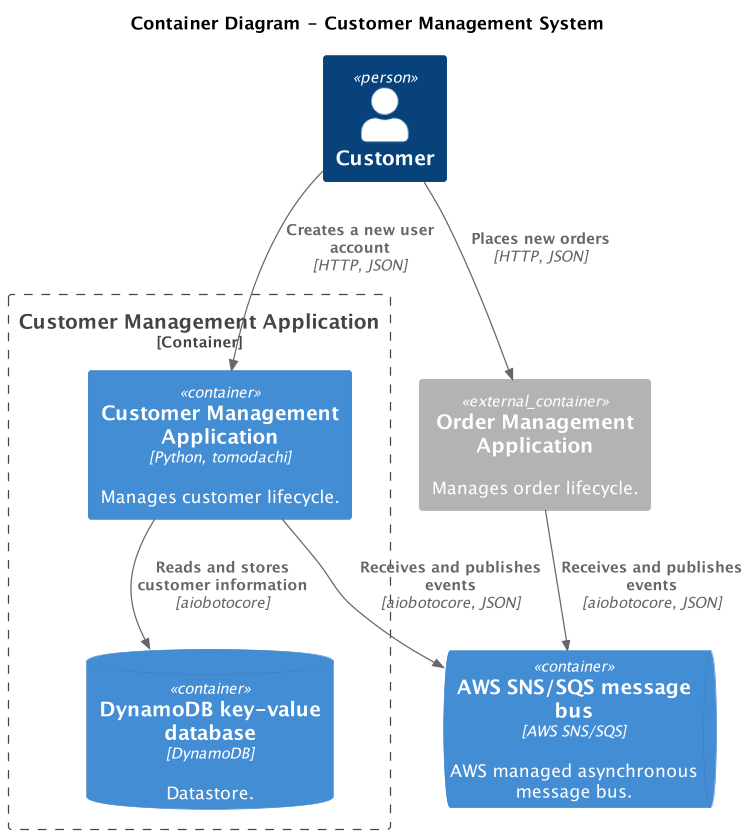 Container Diagram - Customer Management System
«person»
Customer
Creates a new user
account
[HTTP, JSON]
Places new orders
[HTTP, JSON]
Customer Management Application
[Container]
«container»
Customer Management
Application
[Python, tomodachi]
Manages customer lifecycle.
«external_container»
Order Management
Application
Manages order lifecycle.
Reads and stores
customer information
[aiobotocore]
Receives and publishes
events
[aiobotocore, JSON]
Receives and publishes
events
[aiobotocore, JSON]
«container»
DynamoDB key-value
database
[DynamoDB]
Datastore.
«container»
AWS SNS/SQS message
bus
[AWS SNS/SQS]
AWS managed asynchronous
message bus.